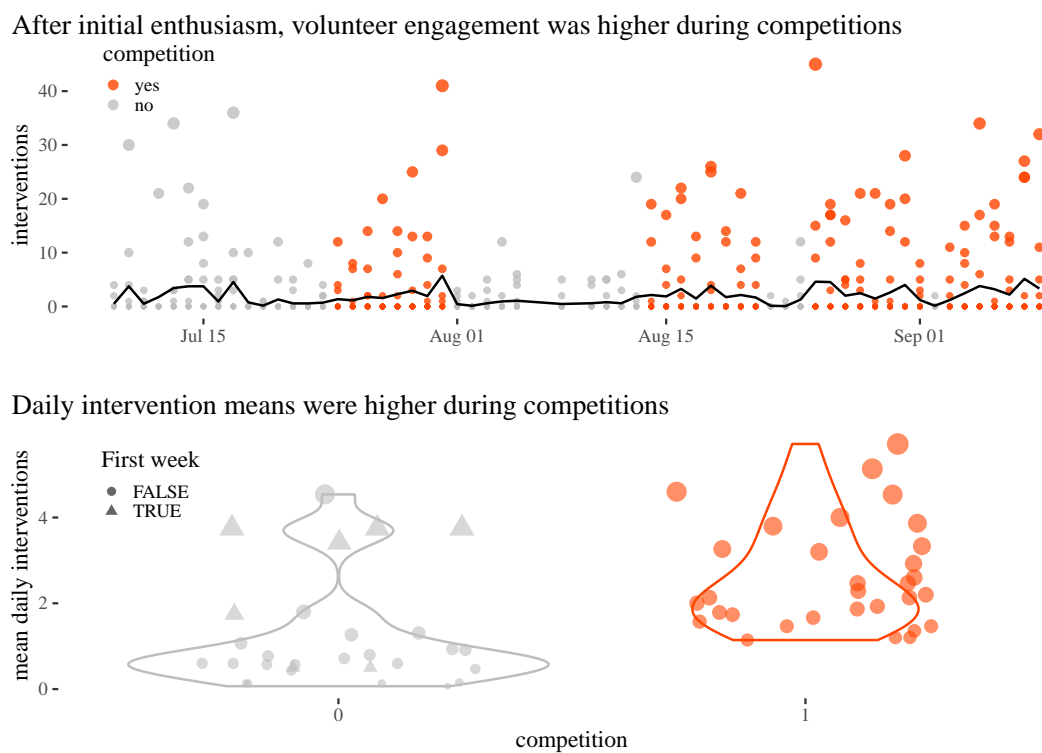 After initial enthusiasm, volunteer engagement was higher during competitions
competition
yes
no
interventions
40
30
20
10
0
Jul 15
Aug 01
Aug 15
Sep 01
Daily intervention means were higher during competitions
First week
FALSE
TRUE
mean daily interventions
4
2
0
0
1
competition